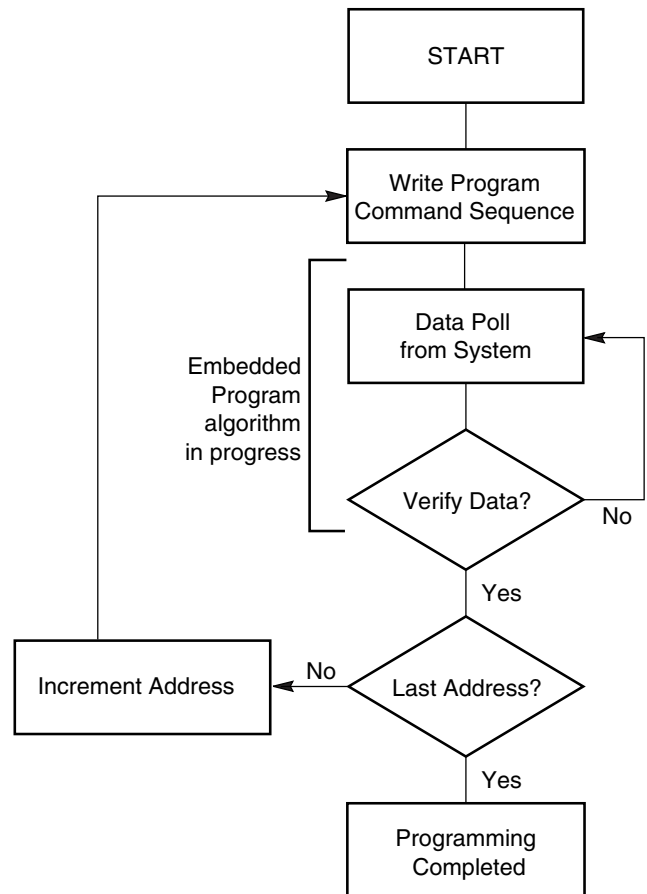 START
Write Program
Command Sequence
Data Poll
from System
Embedded
Program
algorithm
in progress
Verify Data?
No
Yes
No
Increment Address
Last Address?
Yes
Programming
Completed